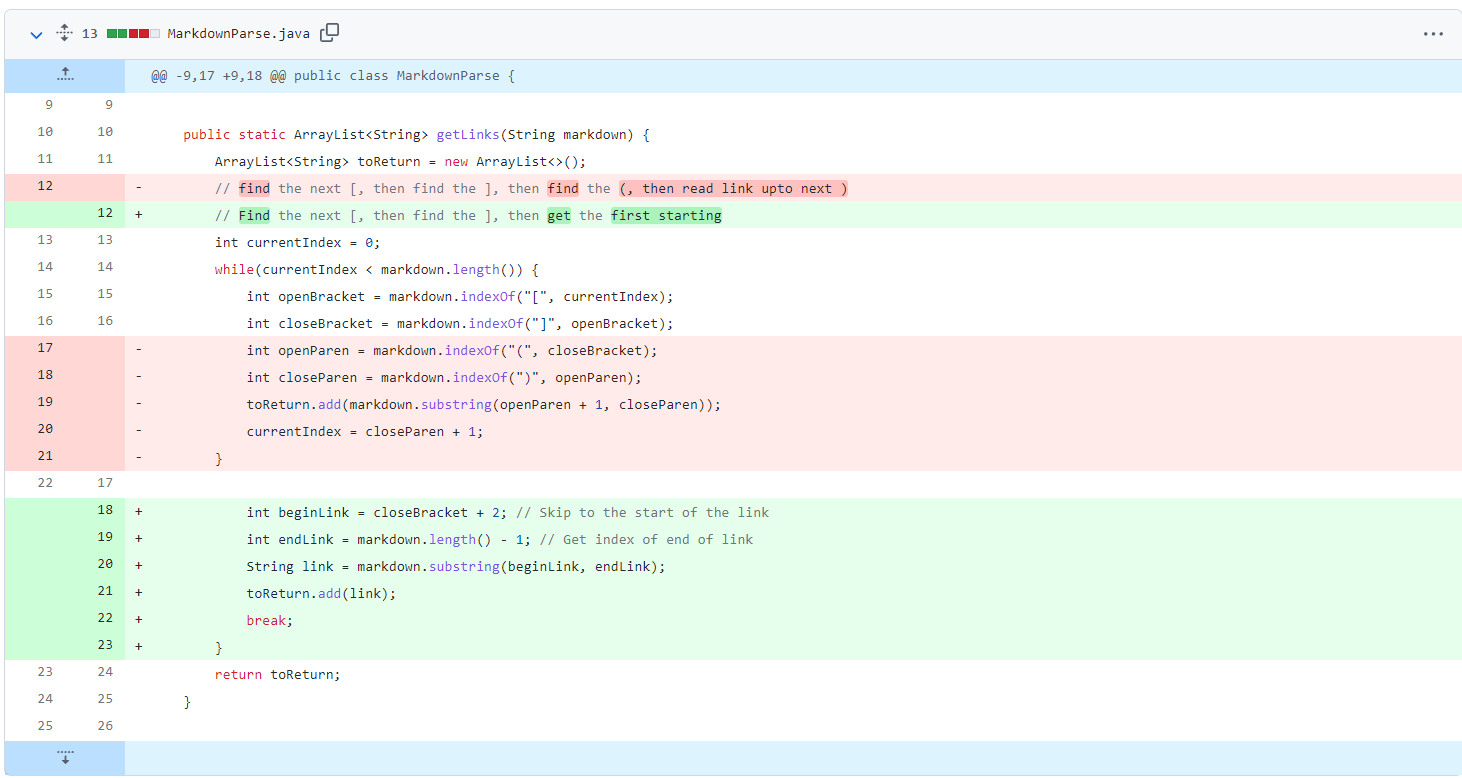 13 MarkdownParse.java
@@ -9,17 +9,18 @@ public class MarkdownParse {
9 9
10 10 public static ArrayList<String> getLinks(String markdown) {
11 11 ArrayList<String> toReturn = new ArrayList<>();
12 - // find the next [, then find the ], then find the (, then read link upto next )
12 + // Find the next [, then find the ], then get the first starting
13 13 int currentIndex = 0;
14 14 while(currentIndex < markdown.length()) {
15 15 int openBracket = markdown.indexOf("[", currentIndex);
16 16 int closeBracket = markdown.indexOf("]", openBracket);
17 - int openParen = markdown.indexOf("(", closeBracket);
18 - int closeParen = markdown.indexOf(")", openParen);
19 - toReturn.add(markdown.substring(openParen + 1, closeParen));
20 - currentIndex = closeParen + 1;
21 - }
22 17
18 + int beginLink = closeBracket + 2; // Skip to the start of the link
19 + int endLink = markdown.length() - 1; // Get index of end of link
20 + String link = markdown.substring(beginLink, endLink);
21 + toReturn.add(link);
22 + break;
23 + }
23 24 return toReturn;
24 25 }
25 26